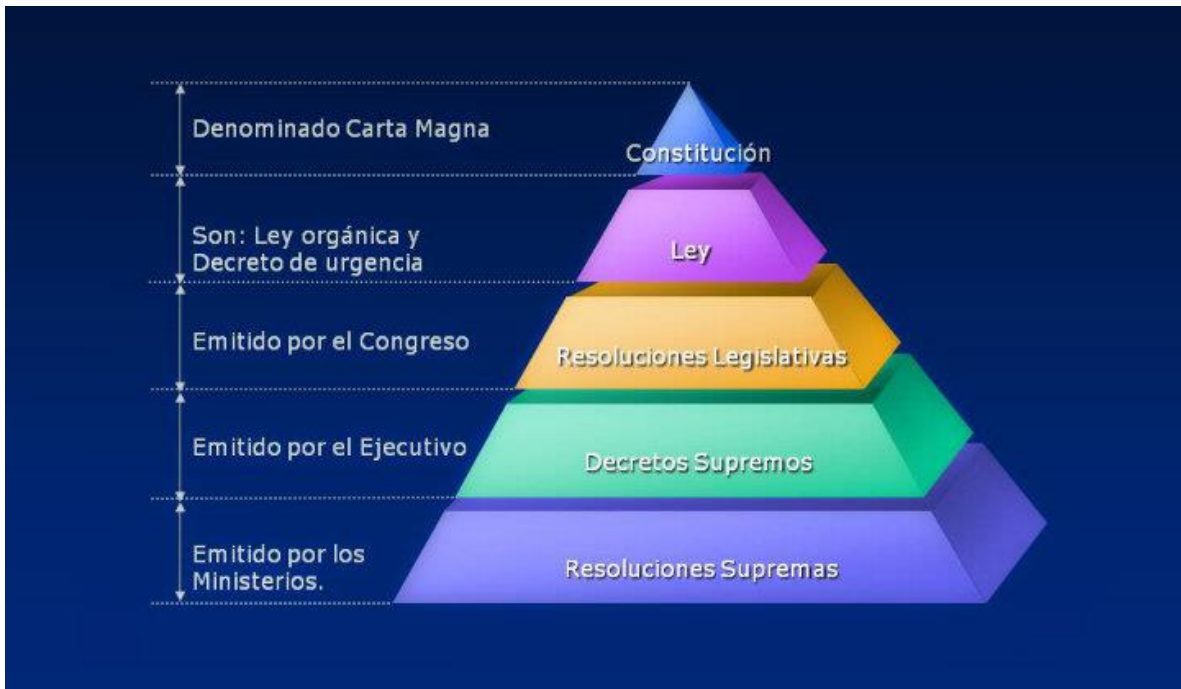 Denominado Carta Magna
Constitución
Son: Ley orgánica y
Decreto de urgencia
Ley
Emitido por el Congreso
Resoluciones Legislativas
Emitido por el Ejecutivo
Decretos Supremos
Emitido por los
Ministerios.
Resoluciones Supremas